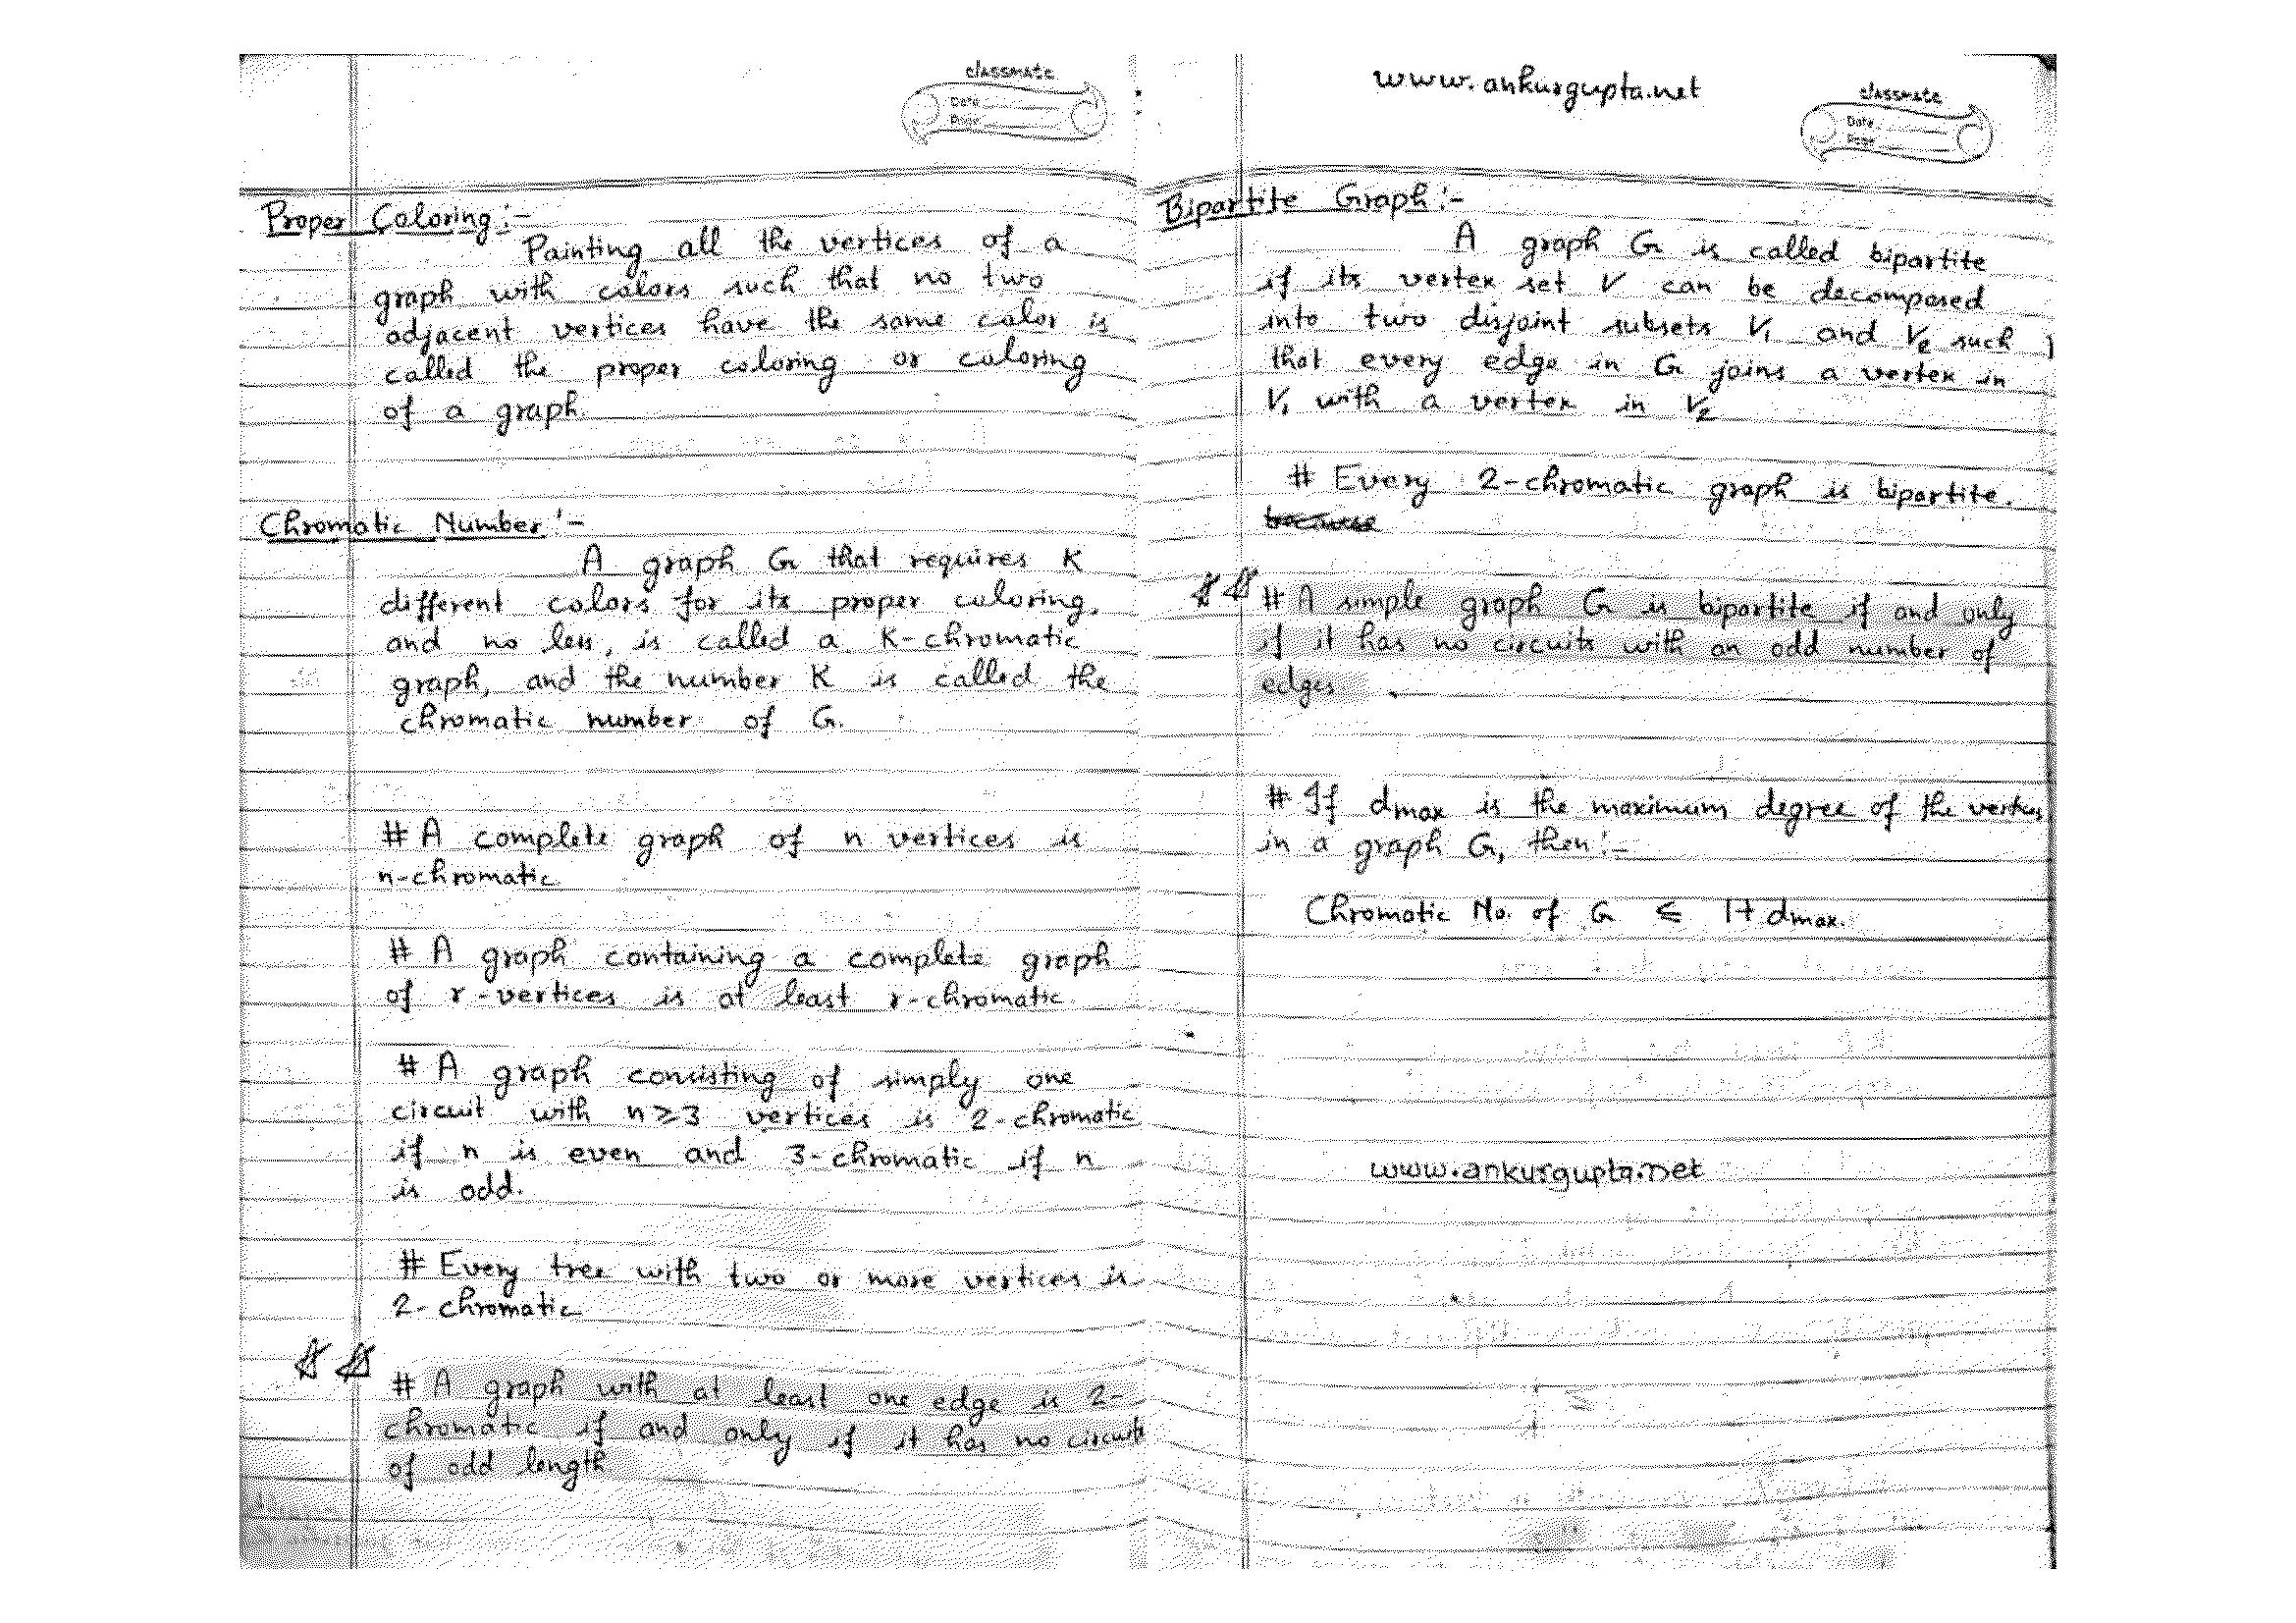 classmate
Date
Page
Proper Coloring:-
Painting all the vertices of a
graph with colors such that no two
adjacent vertices have the same color is
called the proper coloring or coloring
of a graph.
Chromatic Number:-
A graph G that requires K
different colors for its proper coloring,
and no less, is called a K-chromatic
graph, and the number K is called the
chromatic number of G.
# A complete graph of n vertices is
n-chromatic
# A graph containing a complete graph
of r-vertices is at least r-chromatic.
# A graph consisting of simply one
circuit with n≥3 vertices is 2-chromatic
if n is even and 3-chromatic if n
is odd.
# Every tree with two or more vertices is
2-chromatic
# A graph with at least one edge is 2-
chromatic if and only if it has no circuits
of odd length
www.ankurgupta.net
classmate
Date
Page
Bipartite Graph:-
A graph G is called bipartite
if its vertex set V can be decomposed
into two disjoint subsets V₁ and V₂ such
that every edge in G joins a vertex in
V₁ with a vertex in V₂
# Every 2-chromatic graph is bipartite.
# A simple graph G is bipartite if and only
if it has no circuits with an odd number of
edges.
# If dmax is the maximum degree of the vertices
in a graph G, then:-
Chromatic No. of G ≤ 1+dmax.
www.ankurgupta.net